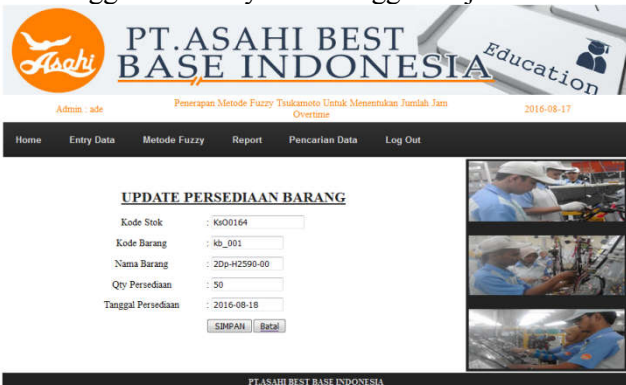 Asahi
PT.ASAHI BEST
BASE INDONESIA
Education
Admin : ade
Penerapan Metode Fuzzy Tsukamoto Untuk Menentukan Jumlah Jam
Overtime
2016-08-17
Home Entry Data Metode Fuzzy Report Pencarian Data Log Out
UPDATE PERSEDIAAN BARANG
Kode Stok : KsO0164
Kode Barang : kb_001
Nama Barang : 2Dp-H2590-00
Qty Persediaan : 50
Tanggal Persediaan : 2016-08-18
SIMPAN Batal
PT.ASAHI BEST BASE INDONESIA